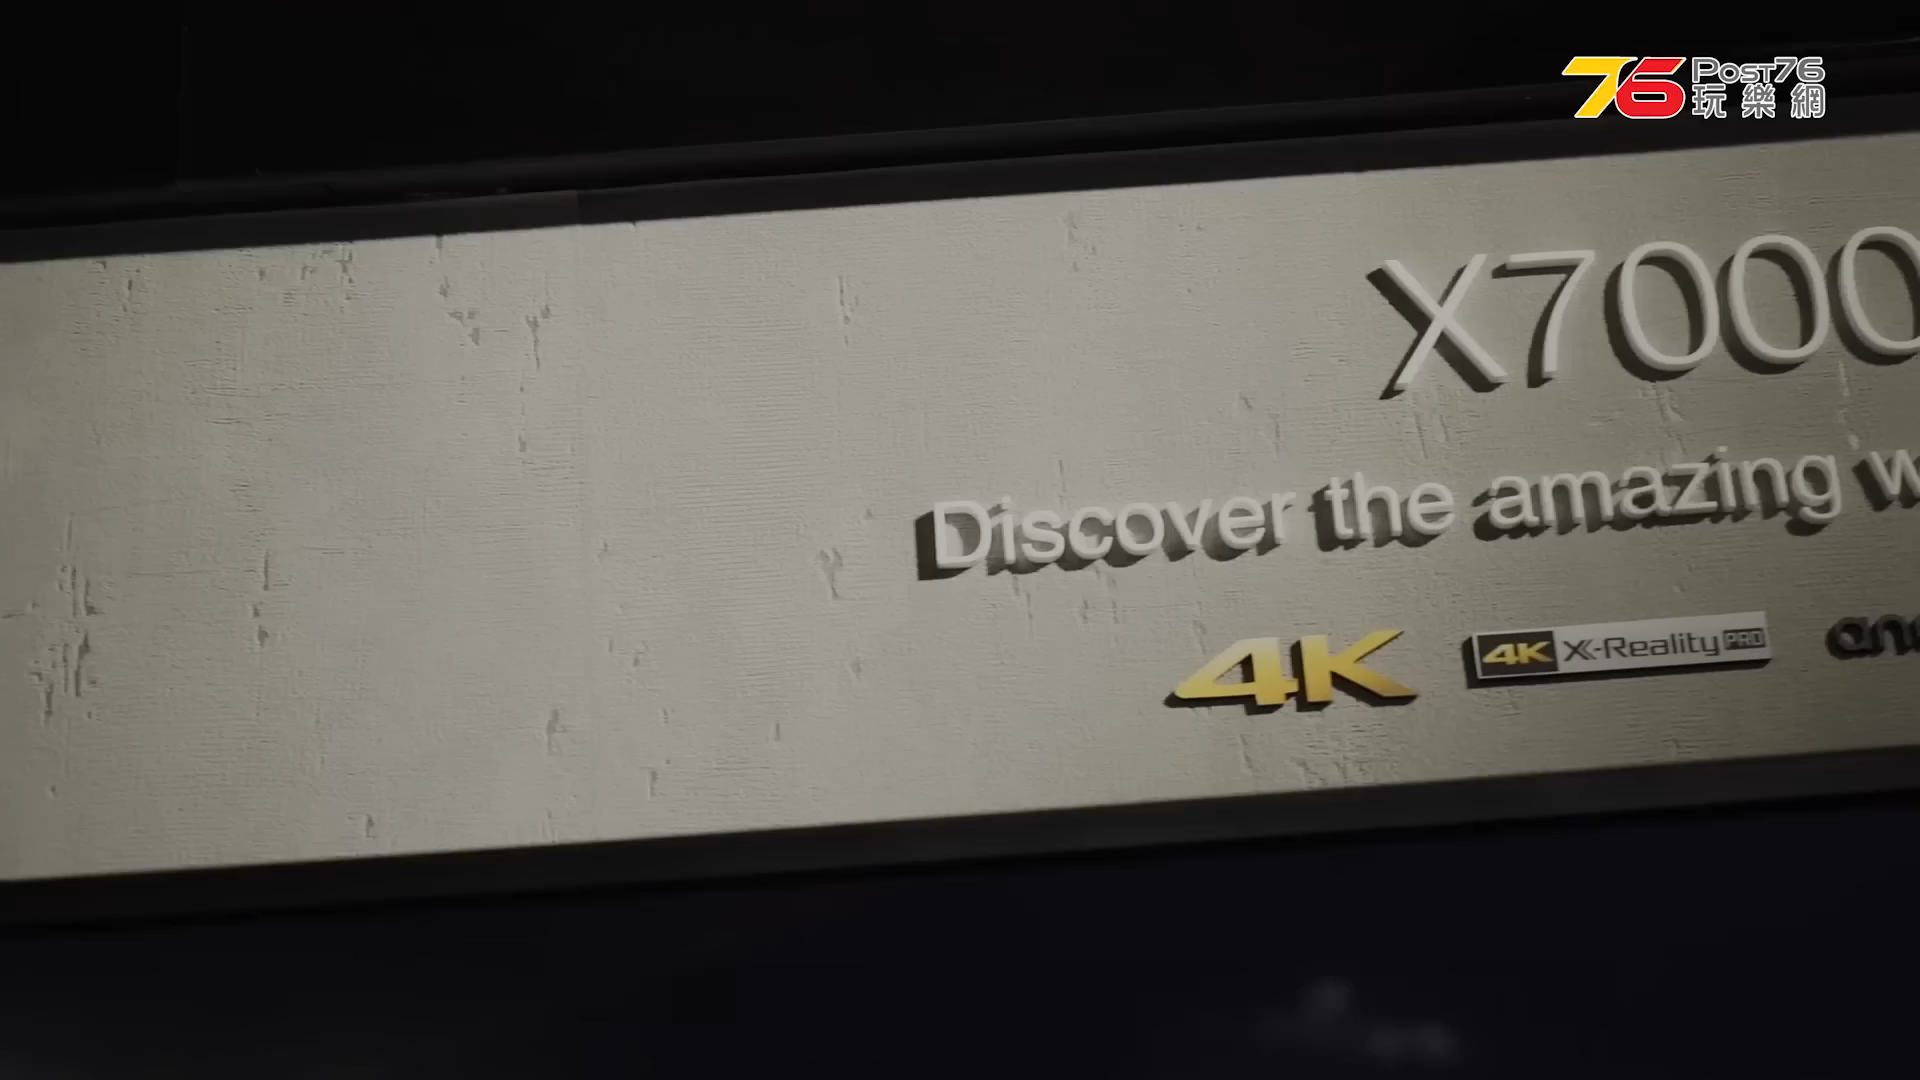 76 Post76
玩樂網
X7000
Discover the amazing
4K 4K X-Reality PRO